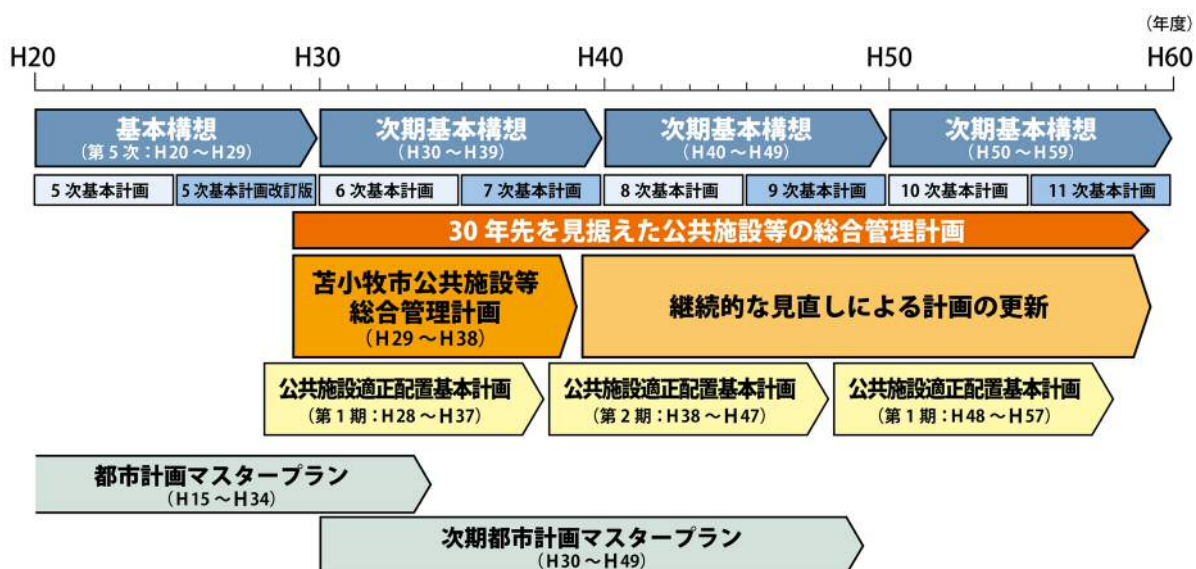 (年度)
H20 H30 H40 H50 H60
基本構想
(第5次:H20~H29)
次期基本構想
(H30~H39)
次期基本構想
(H40~H49)
次期基本構想
(H50~H59)
5次基本計画
5次基本計画改訂版
6次基本計画
7次基本計画
8次基本計画
9次基本計画
10次基本計画
11次基本計画
30年先を見据えた公共施設等の総合管理計画
苫小牧市公共施設等
総合管理計画
(H29~H38)
継続的な見直しによる計画の更新
公共施設適正配置基本計画
(第1期:H28~H37)
公共施設適正配置基本計画
(第2期:H38~H47)
公共施設適正配置基本計画
(第1期:H48~H57)
都市計画マスタープラン
(H15~H34)
次期都市計画マスタープラン
(H30~H49)